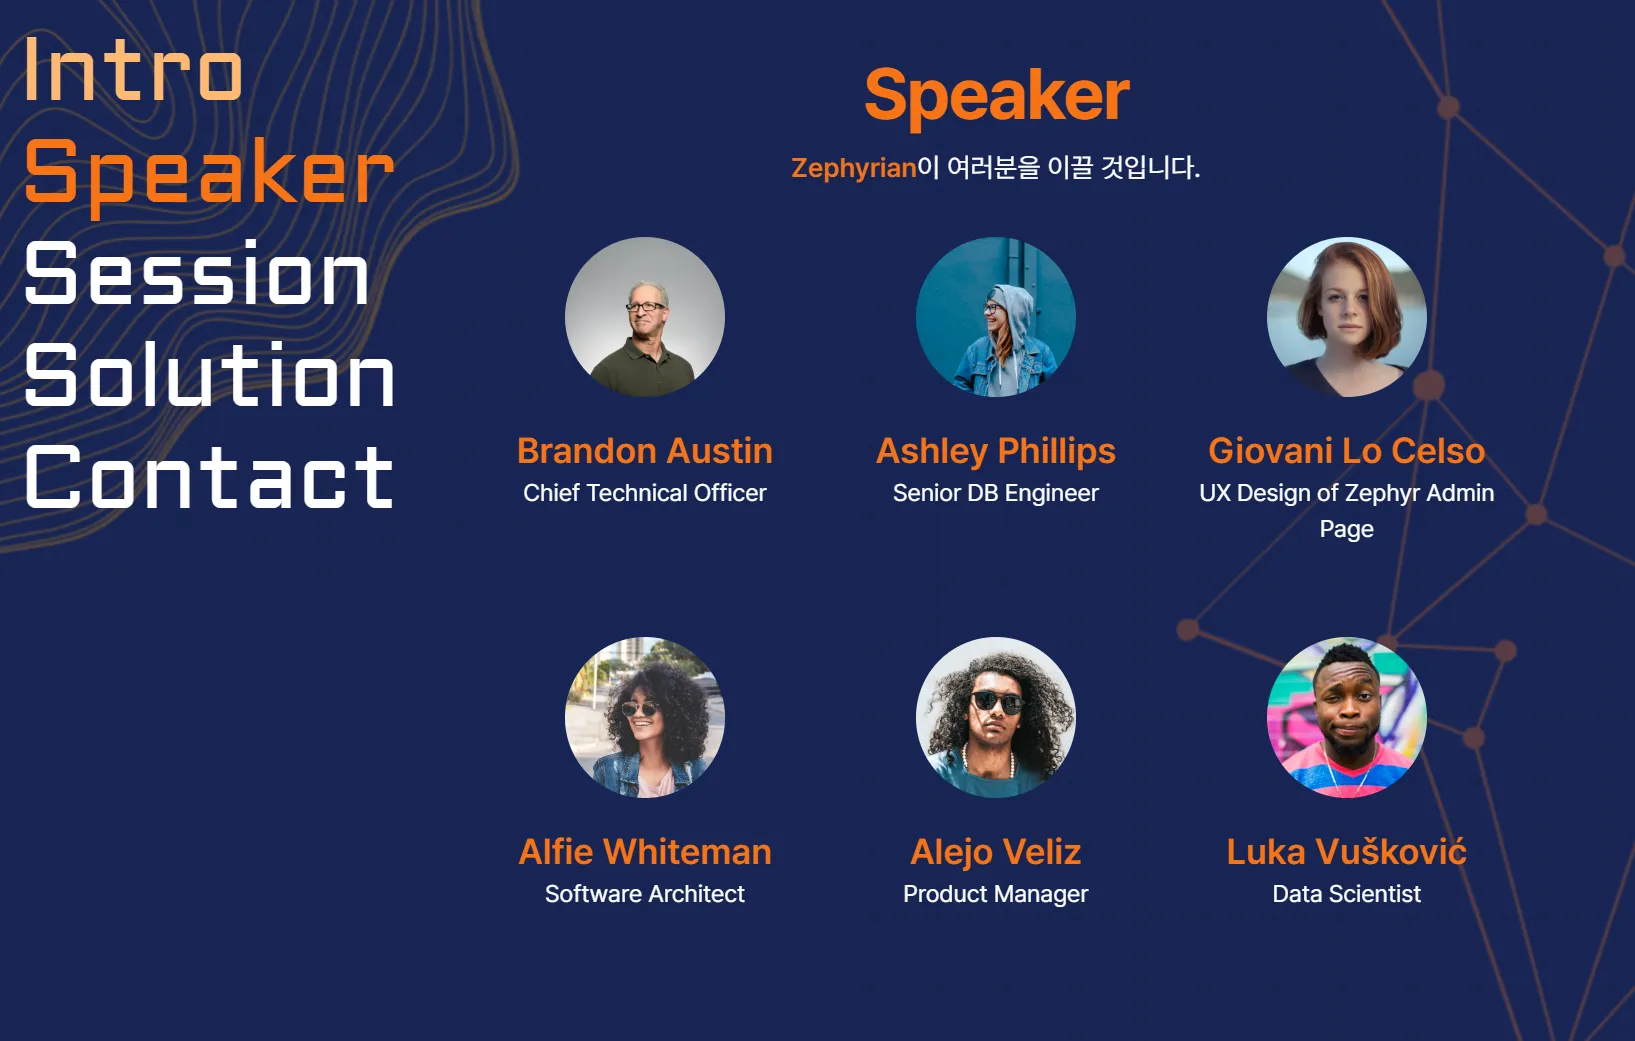 Intro
Speaker
Session
Solution
Contact
Speaker
Zephyrian이 여러분을 이끌 것입니다.
Brandon Austin
Chief Technical Officer
Ashley Phillips
Senior DB Engineer
Giovani Lo Celso
UX Design of Zephyr Admin
Page
Alfie Whiteman
Software Architect
Alejo Veliz
Product Manager
Luka Vušković
Data Scientist